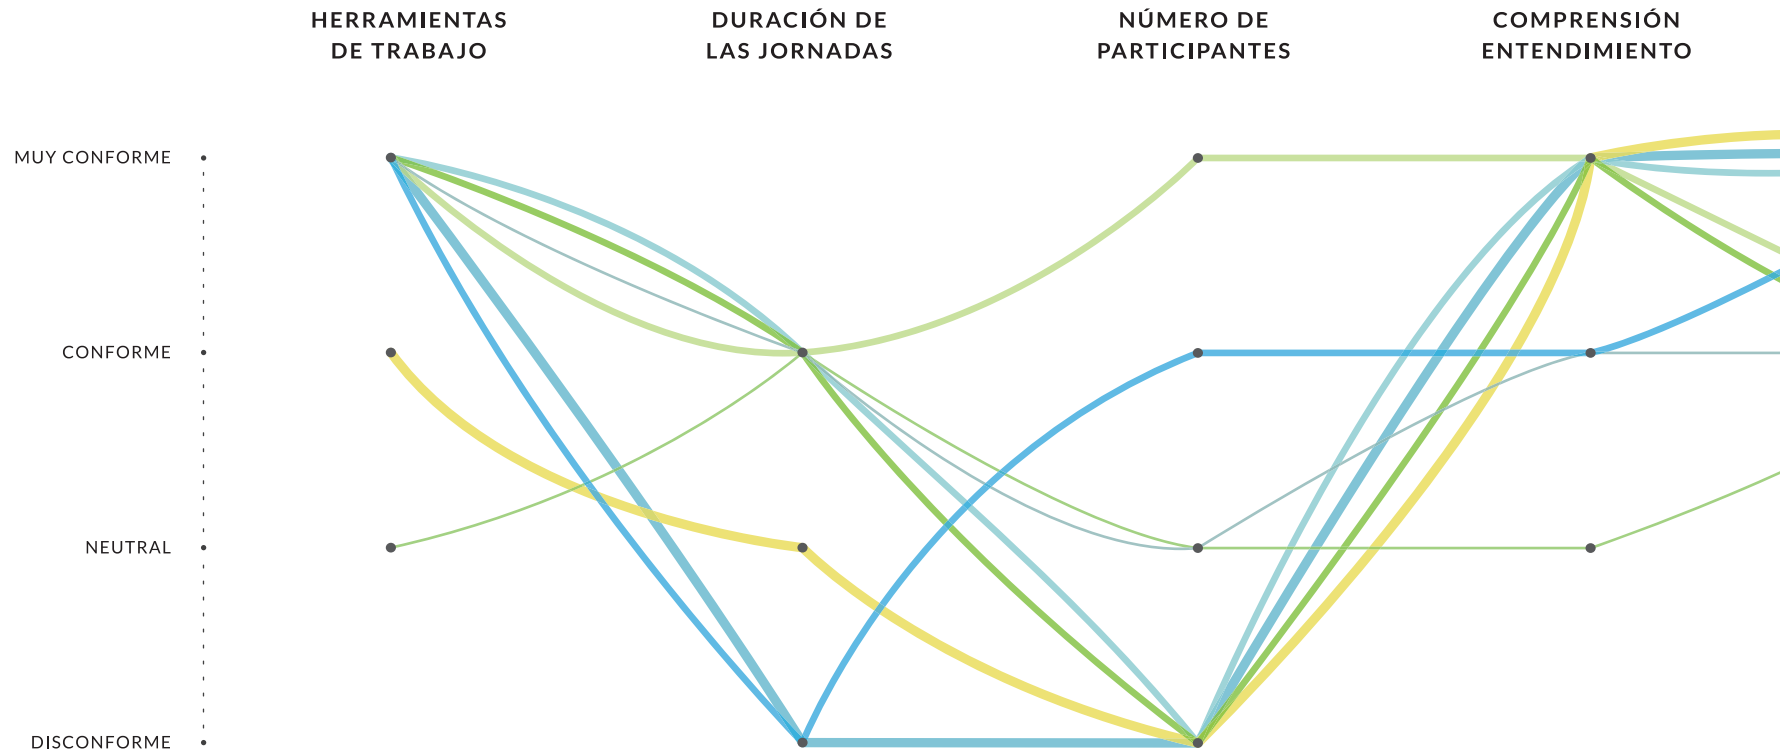 HERRAMIENTAS
DE TRABAJO
DURACIÓN DE
LAS JORNADAS
NÚMERO DE
PARTICIPANTES
COMPRENSIÓN
ENTENDIMIENTO
MUY CONFORME
CONFORME
NEUTRAL
DISCONFORME